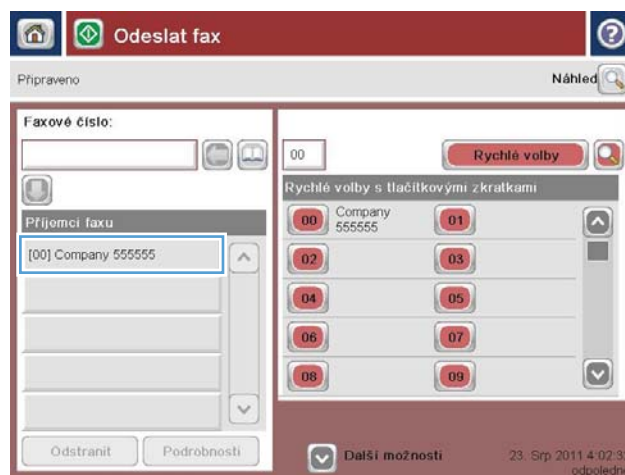 Odeslat fax
Připraveno
Náhled
Faxové číslo:
00
Rychlé volby
Rychlé volby s tlačítkovými zkratkami
00 Company 555555 01
02 03
04 05
06 07
08 09
Příjemci faxu
[00] Company 555555
Odstranit Podrobnosti
Další možnosti
23. Srp 2011 4:02:3
odpoledne